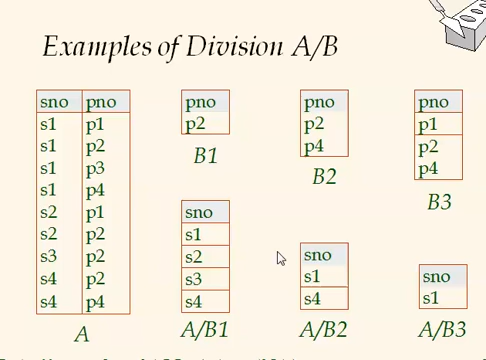 Examples of Division A/B
sno pno
s1 p1
s1 p2
s1 p3
s1 p4
s2 p1
s2 p2
s3 p2
s4 p2
s4 p4
A
pno
p2
B1
pno
p2
p4
B2
pno
p1
p2
p4
B3
sno
s1
s2
s3
s4
A/B1
sno
s1
s4
A/B2
sno
s1
A/B3